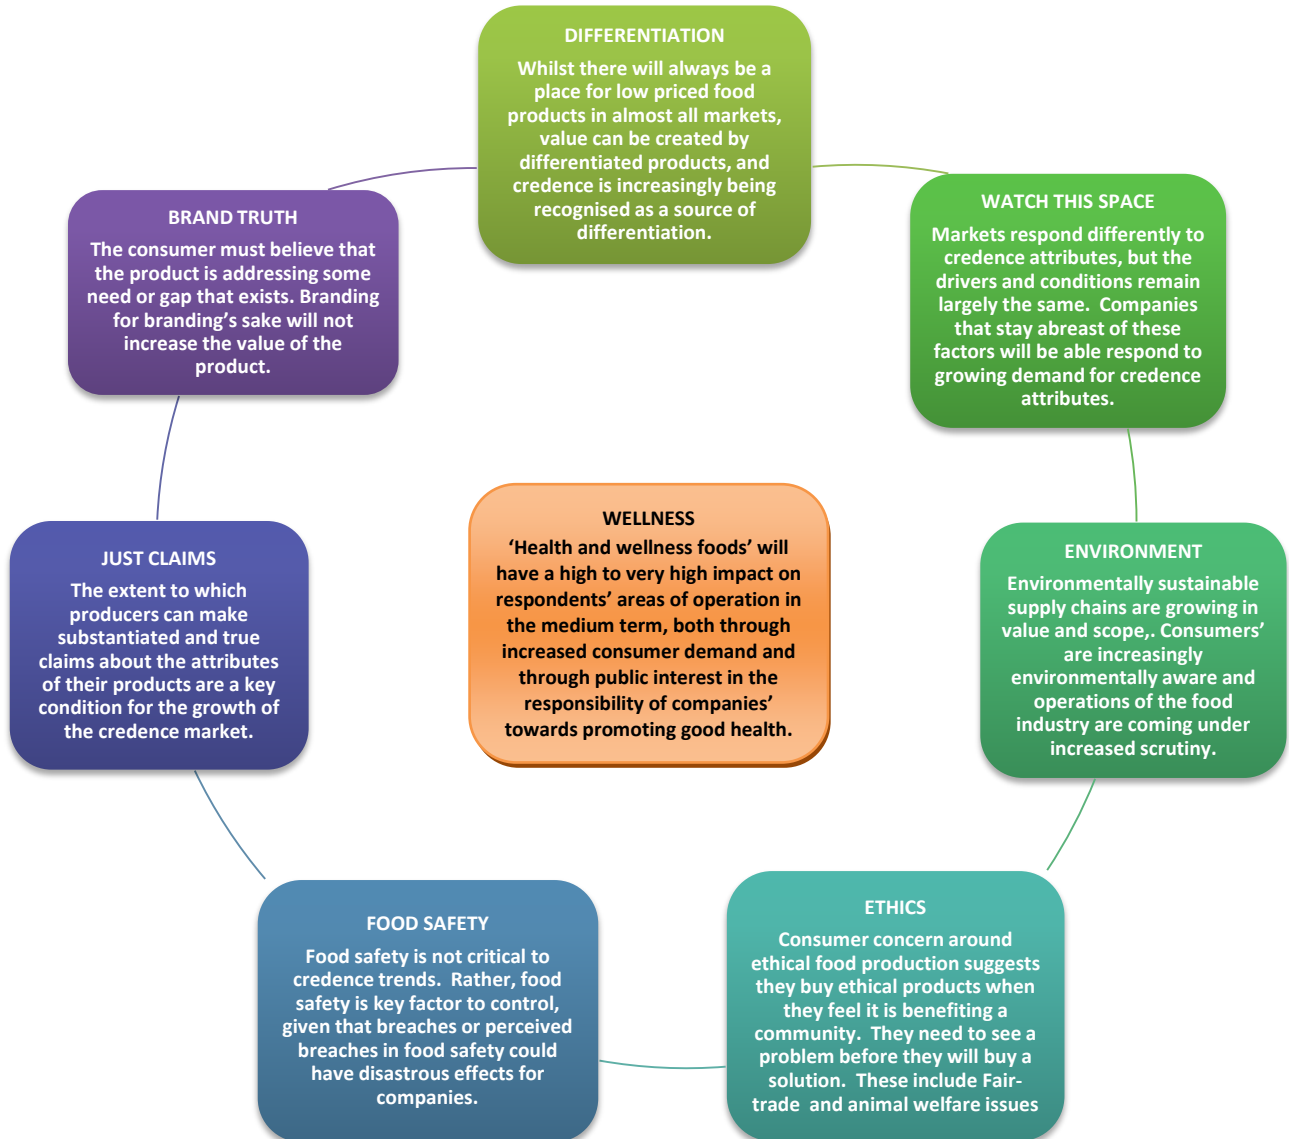 DIFFERENTIATION
Whilst there will always be a
place for low priced food
products in almost all markets,
value can be created by
differentiated products, and
credence is increasingly being
recognised as a source of
differentiation.
WATCH THIS SPACE
Markets respond differently to
credence attributes, but the
drivers and conditions remain
largely the same.  Companies
that stay abreast of these
factors will be able respond to
growing demand for credence
attributes.
ENVIRONMENT
Environmentally sustainable
supply chains are growing in
value and scope,. Consumers’
are increasingly
environmentally aware and
operations of the food
industry are coming under
increased scrutiny.
ETHICS
Consumer concern around
ethical food production suggests
they buy ethical products when
they feel it is benefiting a
community.  They need to see a
problem before they will buy a
solution.  These include Fair-
trade  and animal welfare issues
FOOD SAFETY
Food safety is not critical to
credence trends.  Rather, food
safety is key factor to control,
given that breaches or perceived
breaches in food safety could
have disastrous effects for
companies.
JUST CLAIMS
The extent to which
producers can make
substantiated and true
claims about the attributes
of their products are a key
condition for the growth of
the credence market.
BRAND TRUTH
The consumer must believe that
the product is addressing some
need or gap that exists. Branding
for branding’s sake will not
increase the value of the
product.
WELLNESS
‘Health and wellness foods’ will
have a high to very high impact on
respondents’ areas of operation in
the medium term, both through
increased consumer demand and
through public interest in the
responsibility of companies’
towards promoting good health.